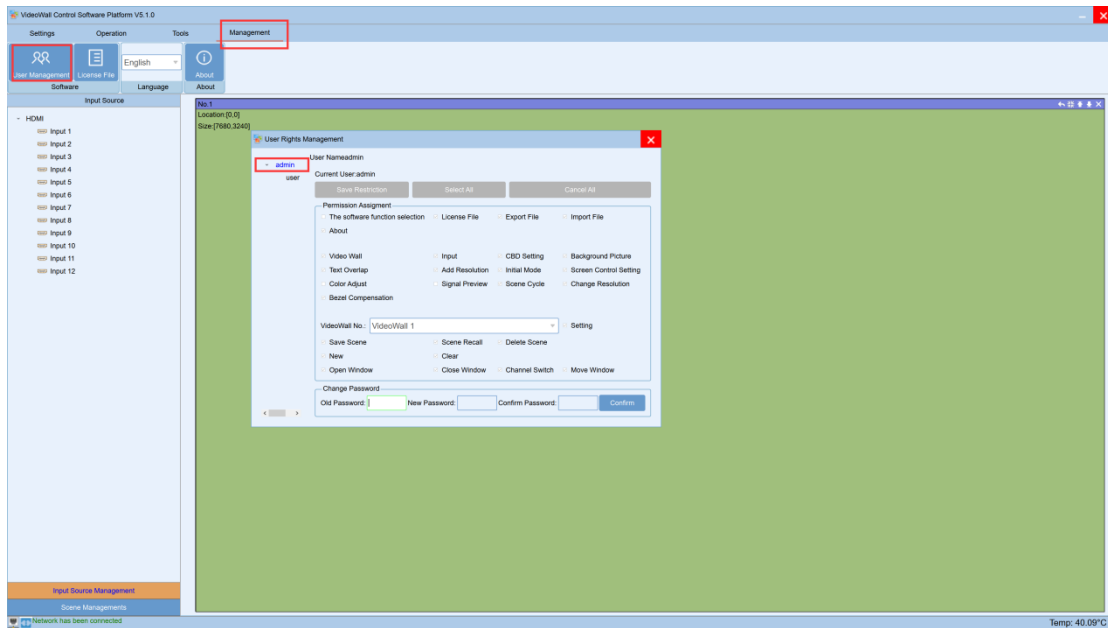 VideoWall Control Software Platform V5.1.0
Settings Operation Tools Management
User Management License File English About
Software Language About
Input Source
HDMI
Input 1
Input 2
Input 3
Input 4
Input 5
Input 6
Input 7
Input 8
Input 9
Input 10
Input 11
Input 12
Input Source Management
Scene Managements
No.1
Location:[0,0]
Size:[7680,3240]
User Rights Management
admin
user
User Nameadmin
Current User:admin
Save Restriction Select All Cancel All
Permission Assigment
The software function selection License File Export File Import File
About
Video Wall Input CBD Setting Background Picture
Text Overlap Add Resolution Initial Mode Screen Control Setting
Color Adjust Signal Preview Scene Cycle Change Resolution
Bezel Compensation
VideoWall No.: VideoWall 1 Setting
Save Scene Scene Recall Delete Scene
New Clear
Open Window Close Window Channel Switch Move Window
Change Password
Old Password: New Password: Confirm Password: Confirm
Network has been connected Temp: 40.09°C